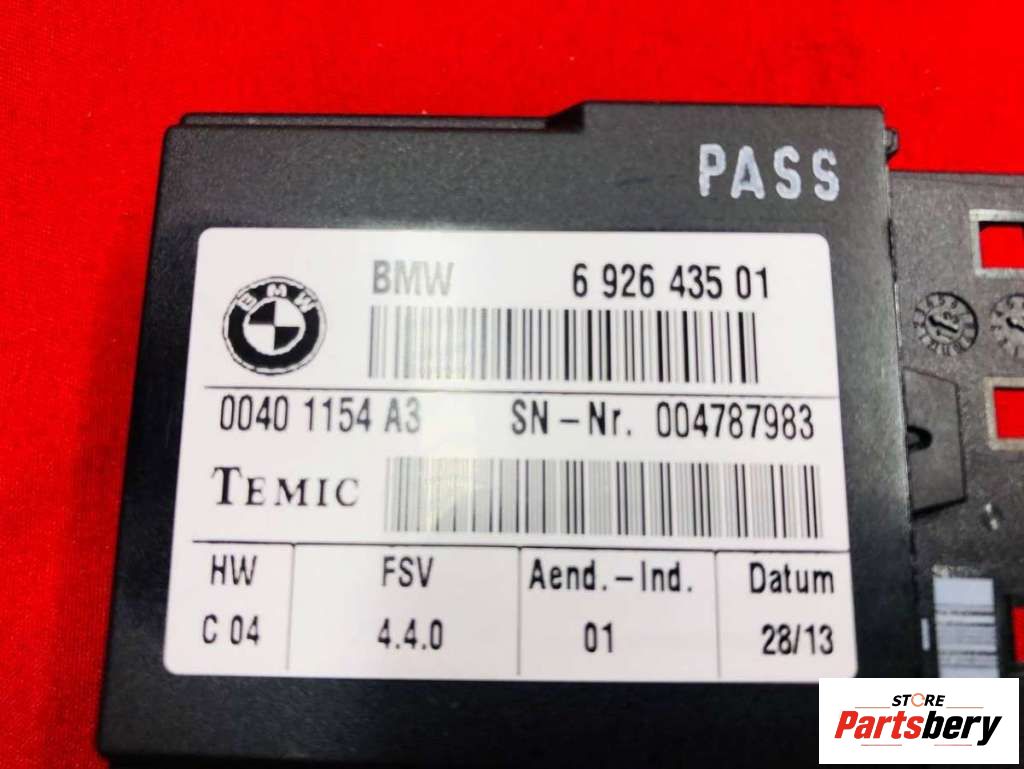 PASS
BMW 6 926 435 01
BMW
0040 1154 A3 SN-Nr. 004787983
TEMIC
HW FSV Aend.-Ind. Datum
C 04 4.4.0 01 28/13
STORE
Partsbery